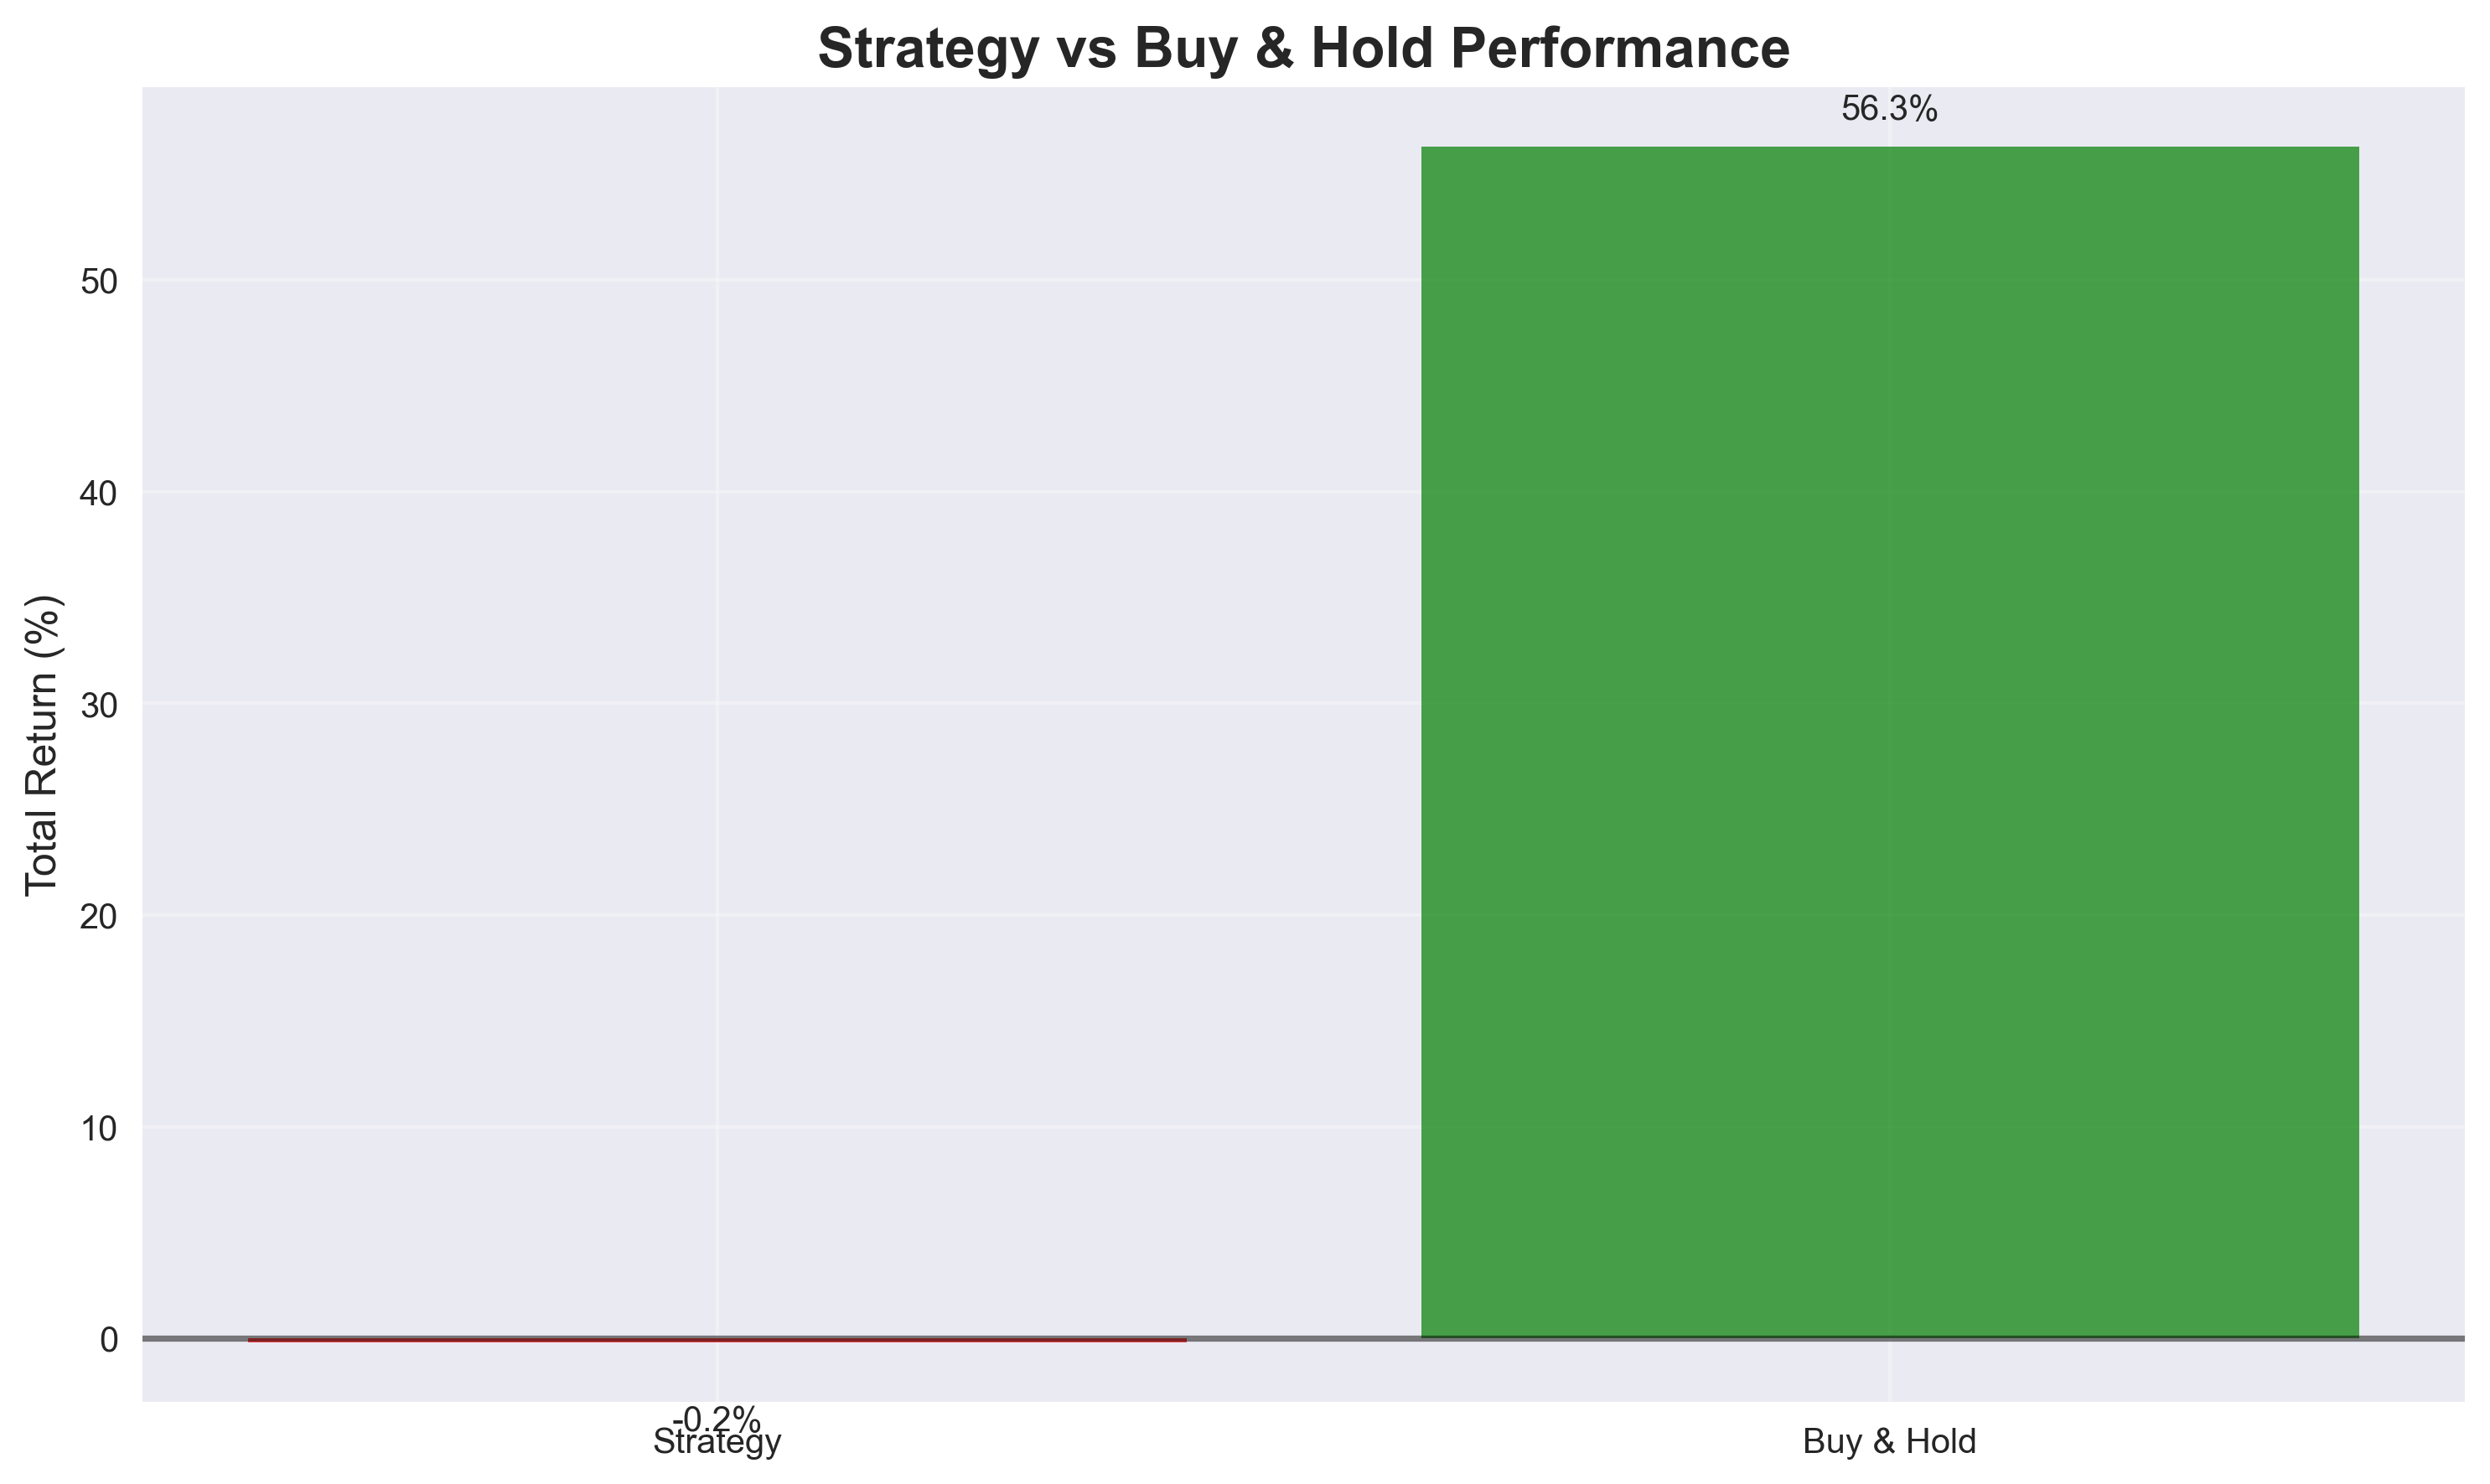 Strategy vs Buy & Hold Performance
56.3%
Total Return (%)
50
40
30
20
10
0
-0.2%
Strategy
Buy & Hold